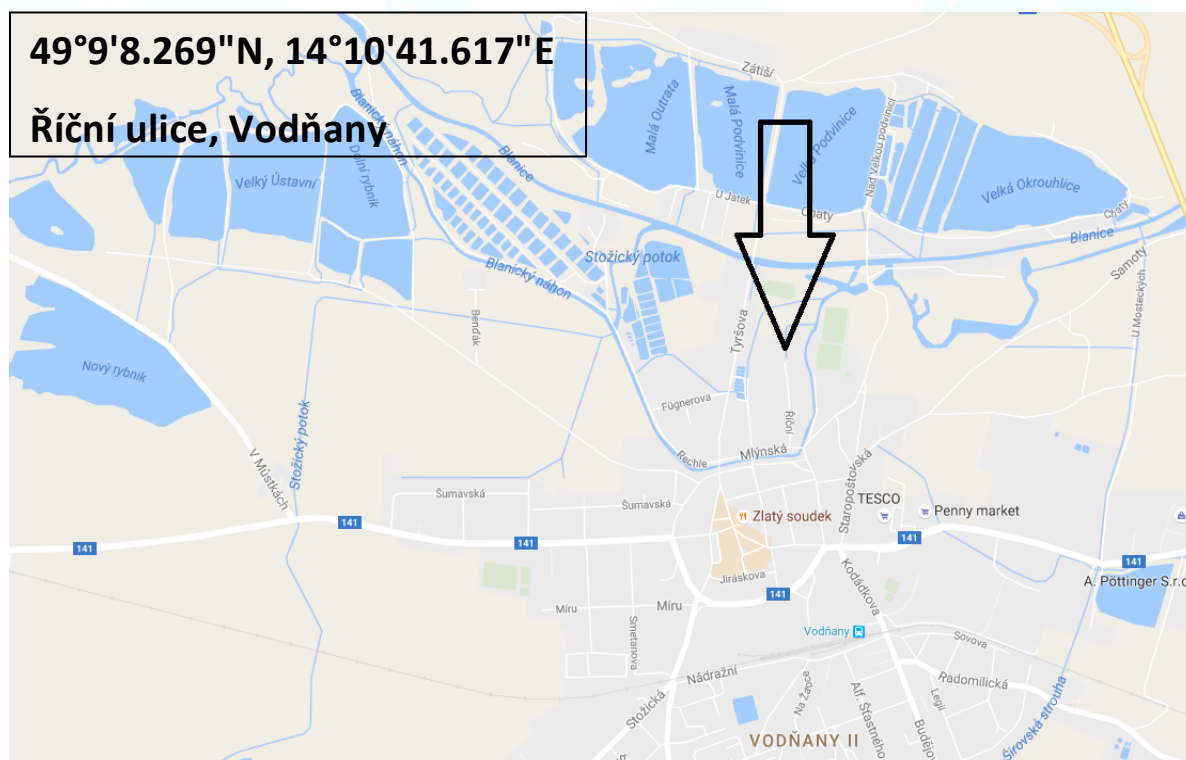 49°9'8.269"N, 14°10'41.617"E
Říční ulice, Vodňany
Zátiší
Blanický náhon
Malá Outrata
Malá Podvinice
Velká Podvinice
Nad Velkou podvinicí
Dolní rybník
Velký Ústavní
Blanice
U Jatek
Chaty
Velká Okrouhlice
Chaty
Blanice
Samoty
Stožický potok
Blanický náhon
U Mosteckých
Benďák
Tyršova
Nový rybník
Fügnerova
Říční
Stožický potok
V Můstkách
Rechle
Mlýnská
Staropoštovská
Šumavská
Šumavská
TESCO
Zlatý soudek
Penny market
141
141
141
141
141
141
A. Pöttinger S.r.o
Jiráskova
Kodádkova
Míru
Míru
Smetanova
Vodňany
Sovova
Nádražní
Radomilická
Stožická
Na Žabce
Alf. Šťastného
Legií
Budějov
Šírovská strouha
VODŇANY II